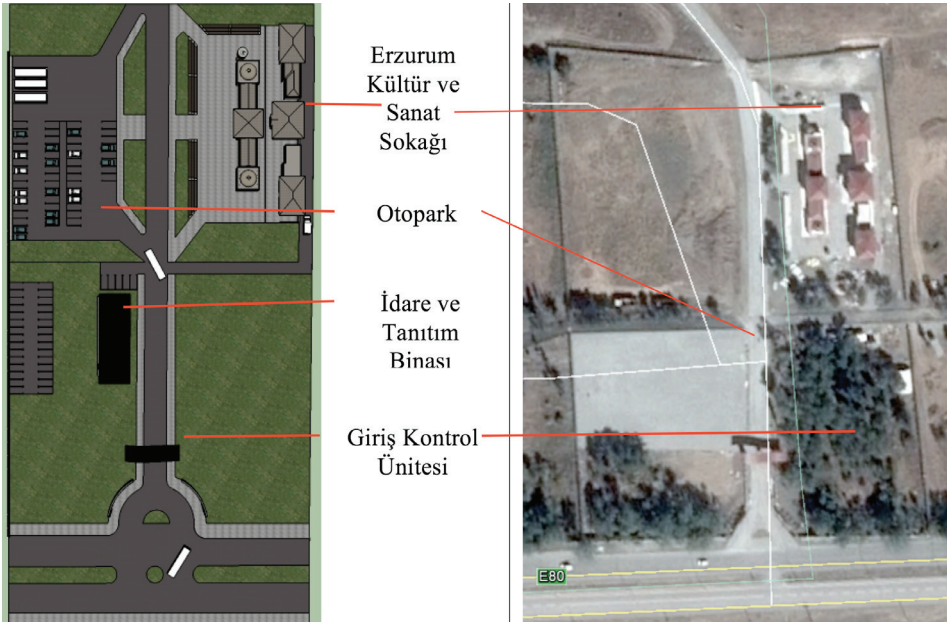 Erzurum
Kültür ve
Sanat
Sokağı
Otopark
İdare ve
Tanıtım
Binası
Giriş Kontrol
Ünitesi
E80